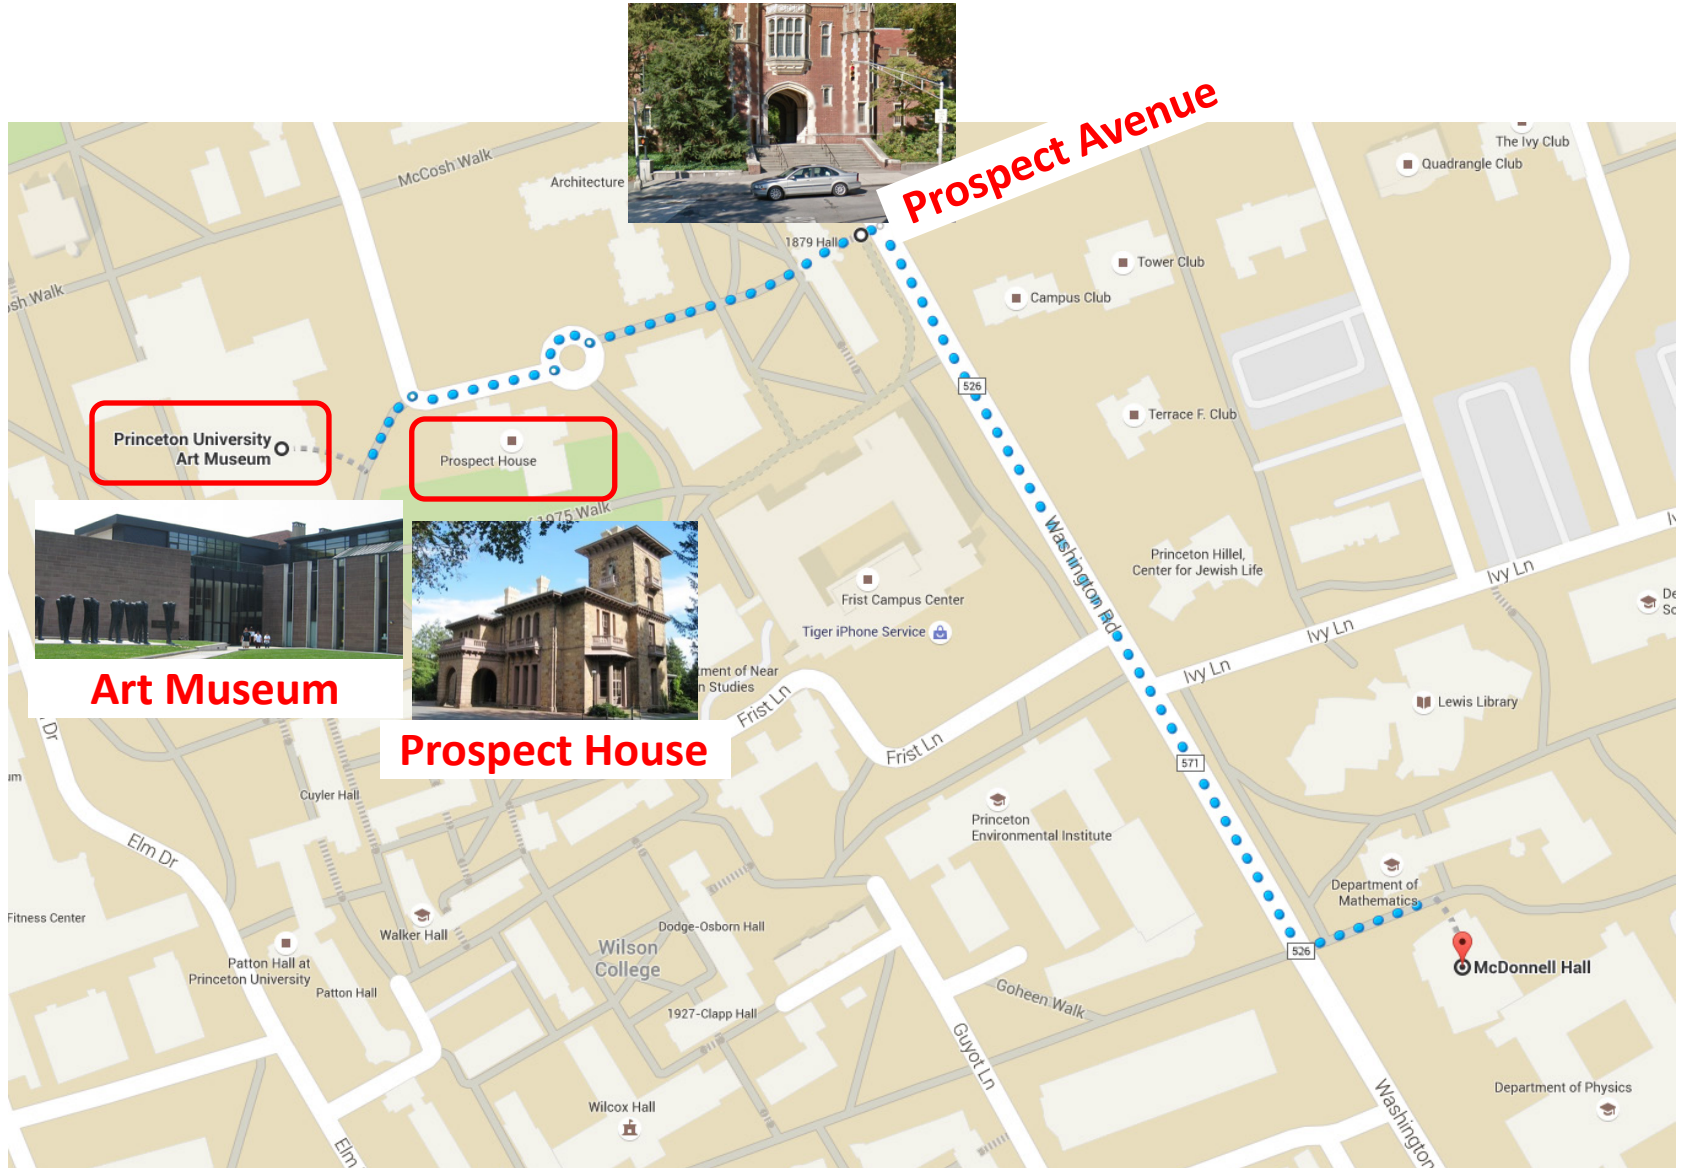 Prospect Avenue
The Ivy Club
Quadrangle Club
McCosh Walk
Architecture
1879 Hall
Tower Club
Campus Club
osh Walk
526
Terrace F. Club
Princeton University
Art Museum
Prospect House
1975 Walk
Washington Rd
Princeton Hillel,
Center for Jewish Life
Ivy Ln
Ivy Ln
Ivy Ln
Frist Campus Center
Tiger iPhone Service
tment of Near
n Studies
Art Museum
Prospect House
Frist Ln
Frist Ln
Lewis Library
Dr
571
Cuyler Hall
Princeton
Environmental Institute
Elm Dr
Department of
Mathematics
Fitness Center
Walker Hall
Dodge-Osborn Hall
Wilson
College
526
Patton Hall at
Princeton University
Patton Hall
McDonnell Hall
Goheen Walk
1927-Clapp Hall
Guyot Ln
Washington
Department of Physics
Wilcox Hall
Elm